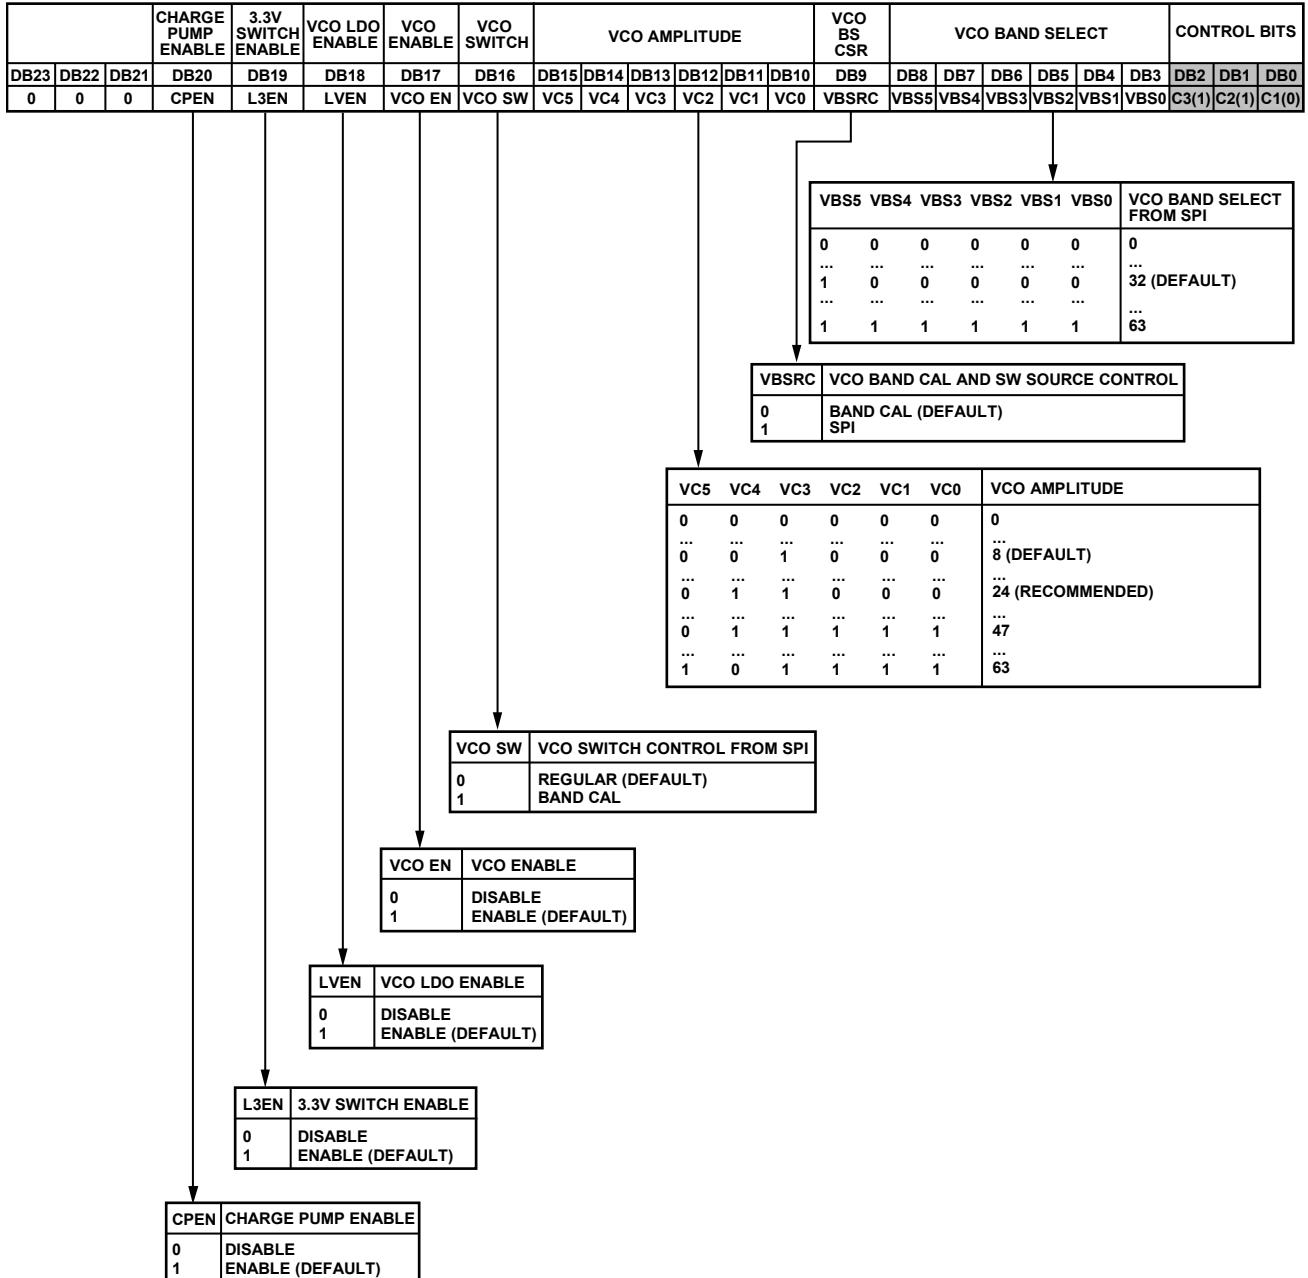 CHARGE PUMP ENABLE
3.3V SWITCH ENABLE
VCO LDO ENABLE
VCO ENABLE
VCO SWITCH
VCO AMPLITUDE
VCO BS CSR
VCO BAND SELECT
CONTROL BITS
DB23 DB22 DB21 DB20 DB19 DB18 DB17 DB16 DB15 DB14 DB13 DB12 DB11 DB10 DB9 DB8 DB7 DB6 DB5 DB4 DB3 DB2 DB1 DB0
0 0 0 CPEN L3EN LVEN VCO EN VCO SW VC5 VC4 VC3 VC2 VC1 VC0 VBSRC VBS5 VBS4 VBS3 VBS2 VBS1 VBS0 C3(1) C2(1) C1(0)
VBS5 VBS4 VBS3 VBS2 VBS1 VBS0 VCO BAND SELECT FROM SPI
0 0 0 0 0 0 0
... ... ... ... ... ... ...
1 0 0 0 0 0 32 (DEFAULT)
... ... ... ... ... ... ...
1 1 1 1 1 1 63
VBSRC VCO BAND CAL AND SW SOURCE CONTROL
0 BAND CAL (DEFAULT)
1 SPI
VC5 VC4 VC3 VC2 VC1 VC0 VCO AMPLITUDE
0 0 0 0 0 0 0
... ... ... ... ... ... ...
0 0 1 0 0 0 8 (DEFAULT)
... ... ... ... ... ... ...
0 1 1 0 0 0 24 (RECOMMENDED)
... ... ... ... ... ... ...
0 1 1 1 1 1 47
... ... ... ... ... ... ...
1 0 1 1 1 1 63
VCO SW VCO SWITCH CONTROL FROM SPI
0 REGULAR (DEFAULT)
1 BAND CAL
VCO EN VCO ENABLE
0 DISABLE
1 ENABLE (DEFAULT)
LVEN VCO LDO ENABLE
0 DISABLE
1 ENABLE (DEFAULT)
L3EN 3.3V SWITCH ENABLE
0 DISABLE
1 ENABLE (DEFAULT)
CPEN CHARGE PUMP ENABLE
0 DISABLE
1 ENABLE (DEFAULT)